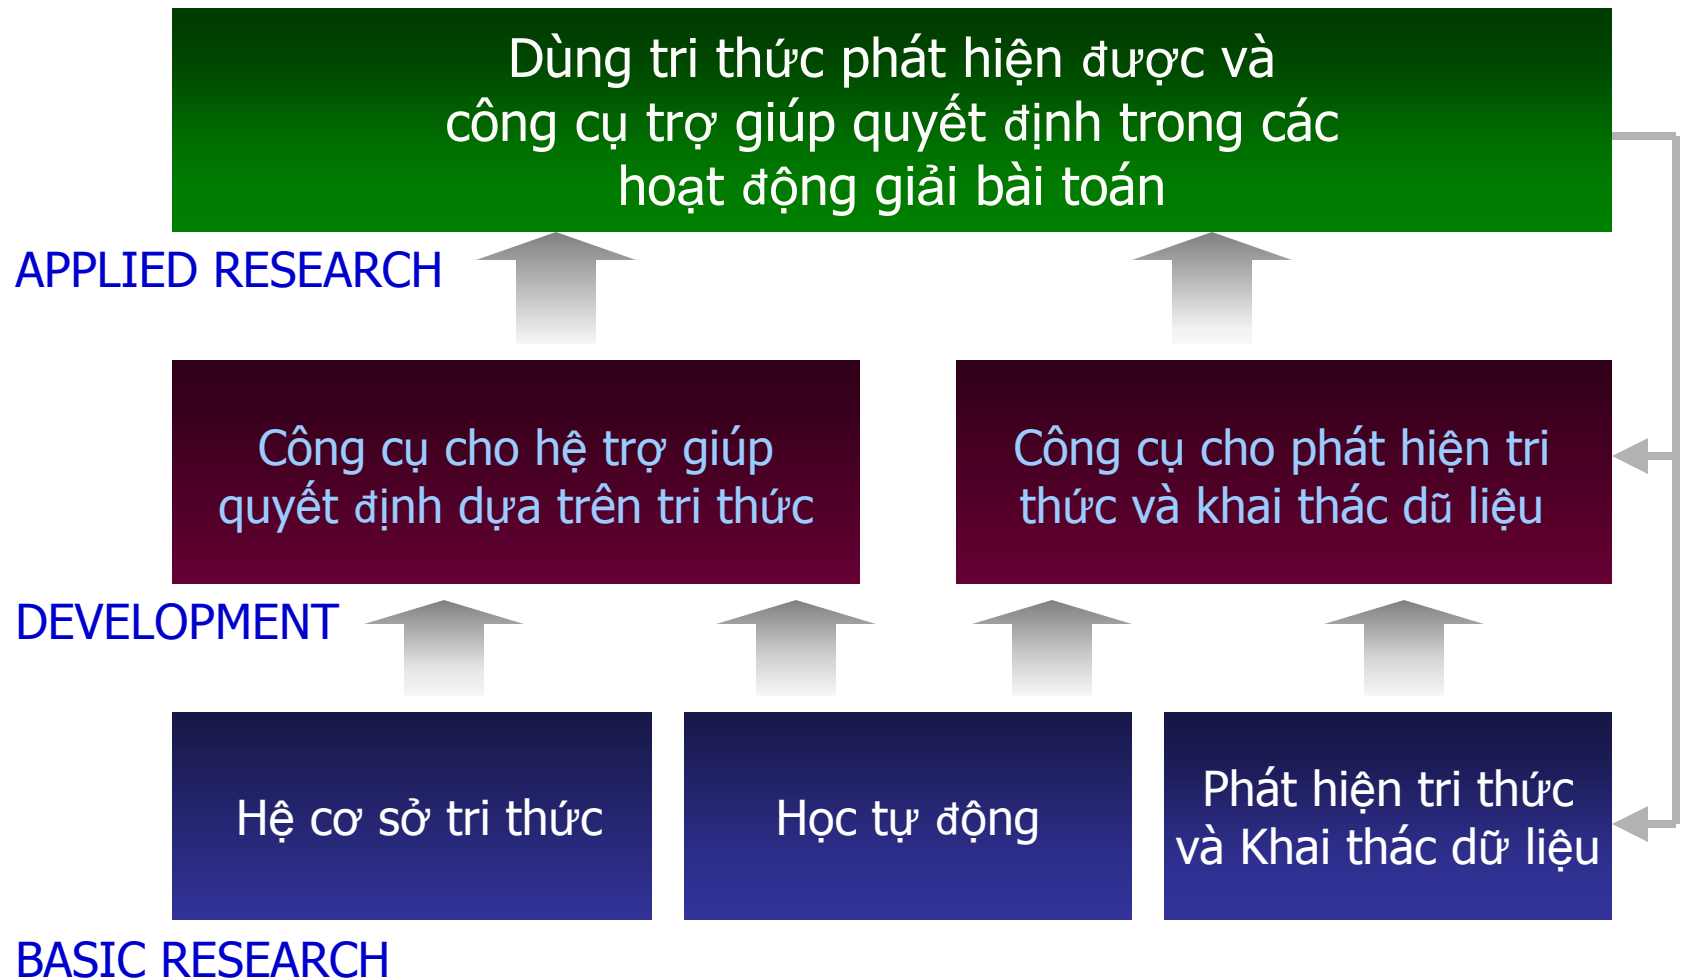 Dùng tri thức phát hiện được và
công cụ trợ giúp quyết định trong các
hoạt động giải bài toán
APPLIED RESEARCH
Công cụ cho hệ trợ giúp
quyết định dựa trên tri thức
Công cụ cho phát hiện tri
thức và khai thác dũ liệu
DEVELOPMENT
Hệ cơ sở tri thức
Học tự động
Phát hiện tri thức
và Khai thác dữ liệu
BASIC RESEARCH